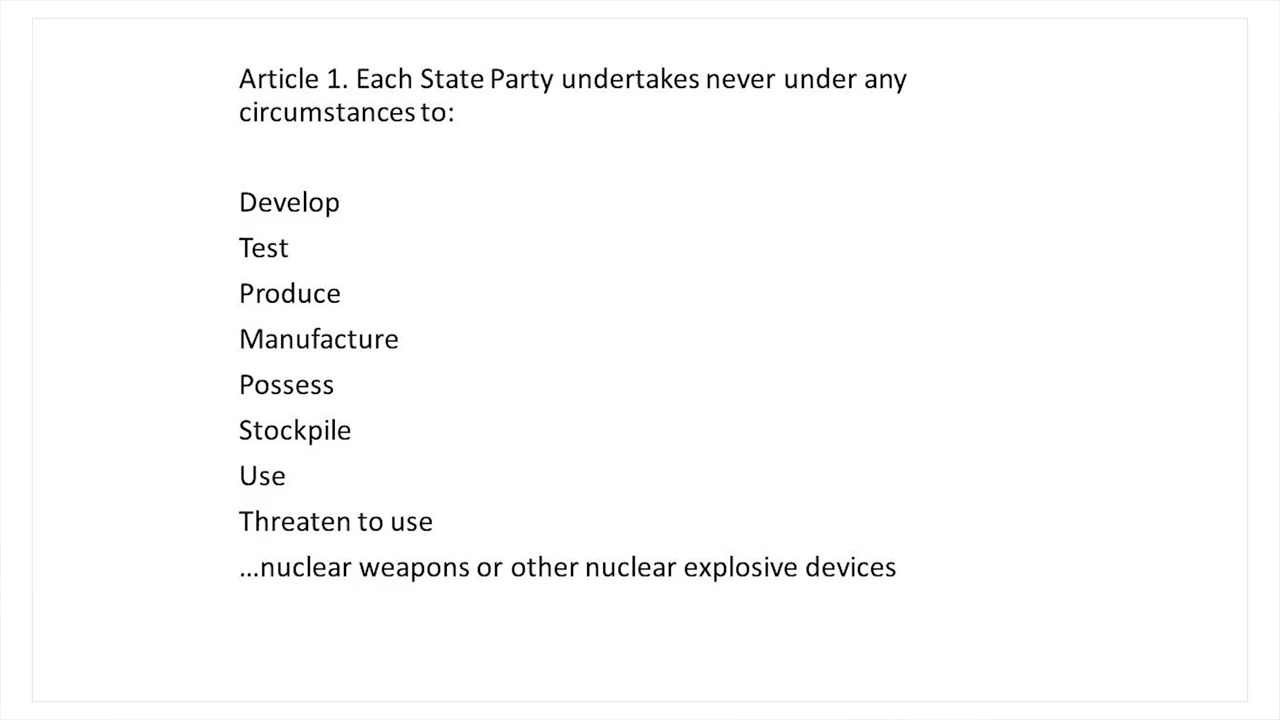 Article 1. Each State Party undertakes never under any
circumstances to:
Develop
Test
Produce
Manufacture
Possess
Stockpile
Use
Threaten to use
...nuclear weapons or other nuclear explosive devices